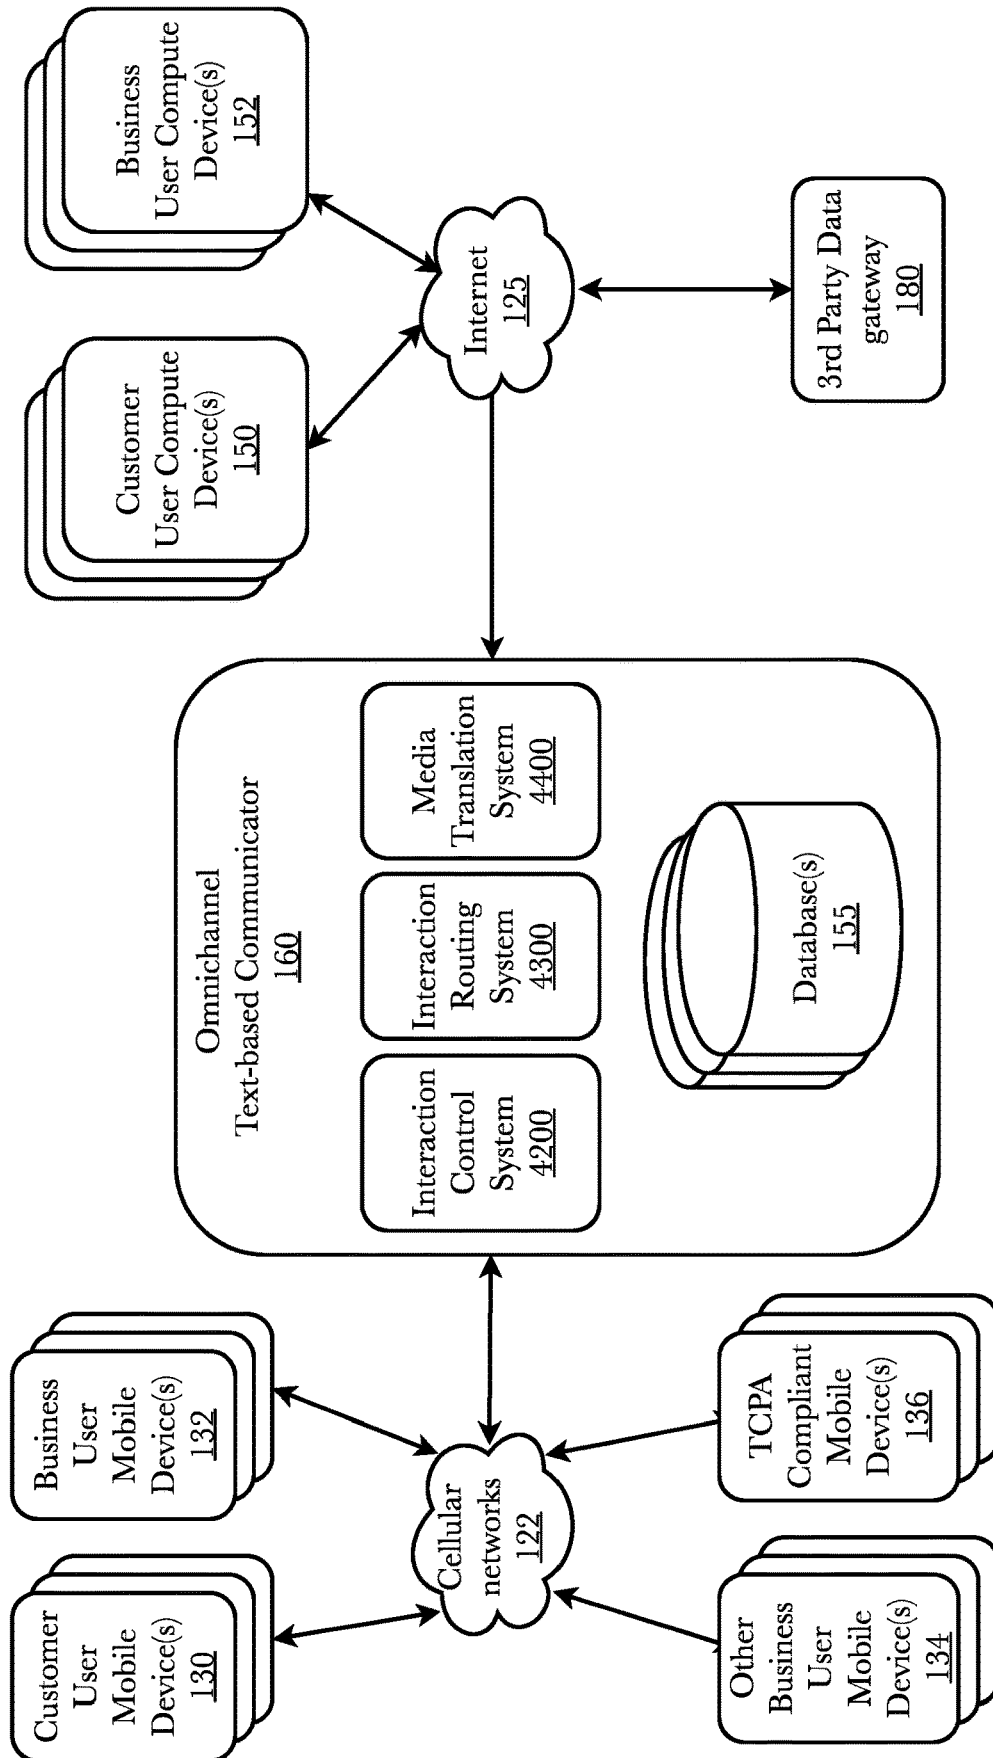 Customer
User
Mobile
Device(s)
130
Business
User
Mobile
Device(s)
132
Cellular
networks
122
Other
Business
User
Mobile
Device(s)
134
TCPA
Compliant
Mobile
Device(s)
136
Omnichannel
Text-based Communicator
160
Interaction
Control
System
4200
Interaction
Routing
System
4300
Media
Translation
System
4400
Database(s)
155
Customer
User Compute
Device(s)
150
Business
User Compute
Device(s)
152
Internet
125
3rd Party Data
gateway
180